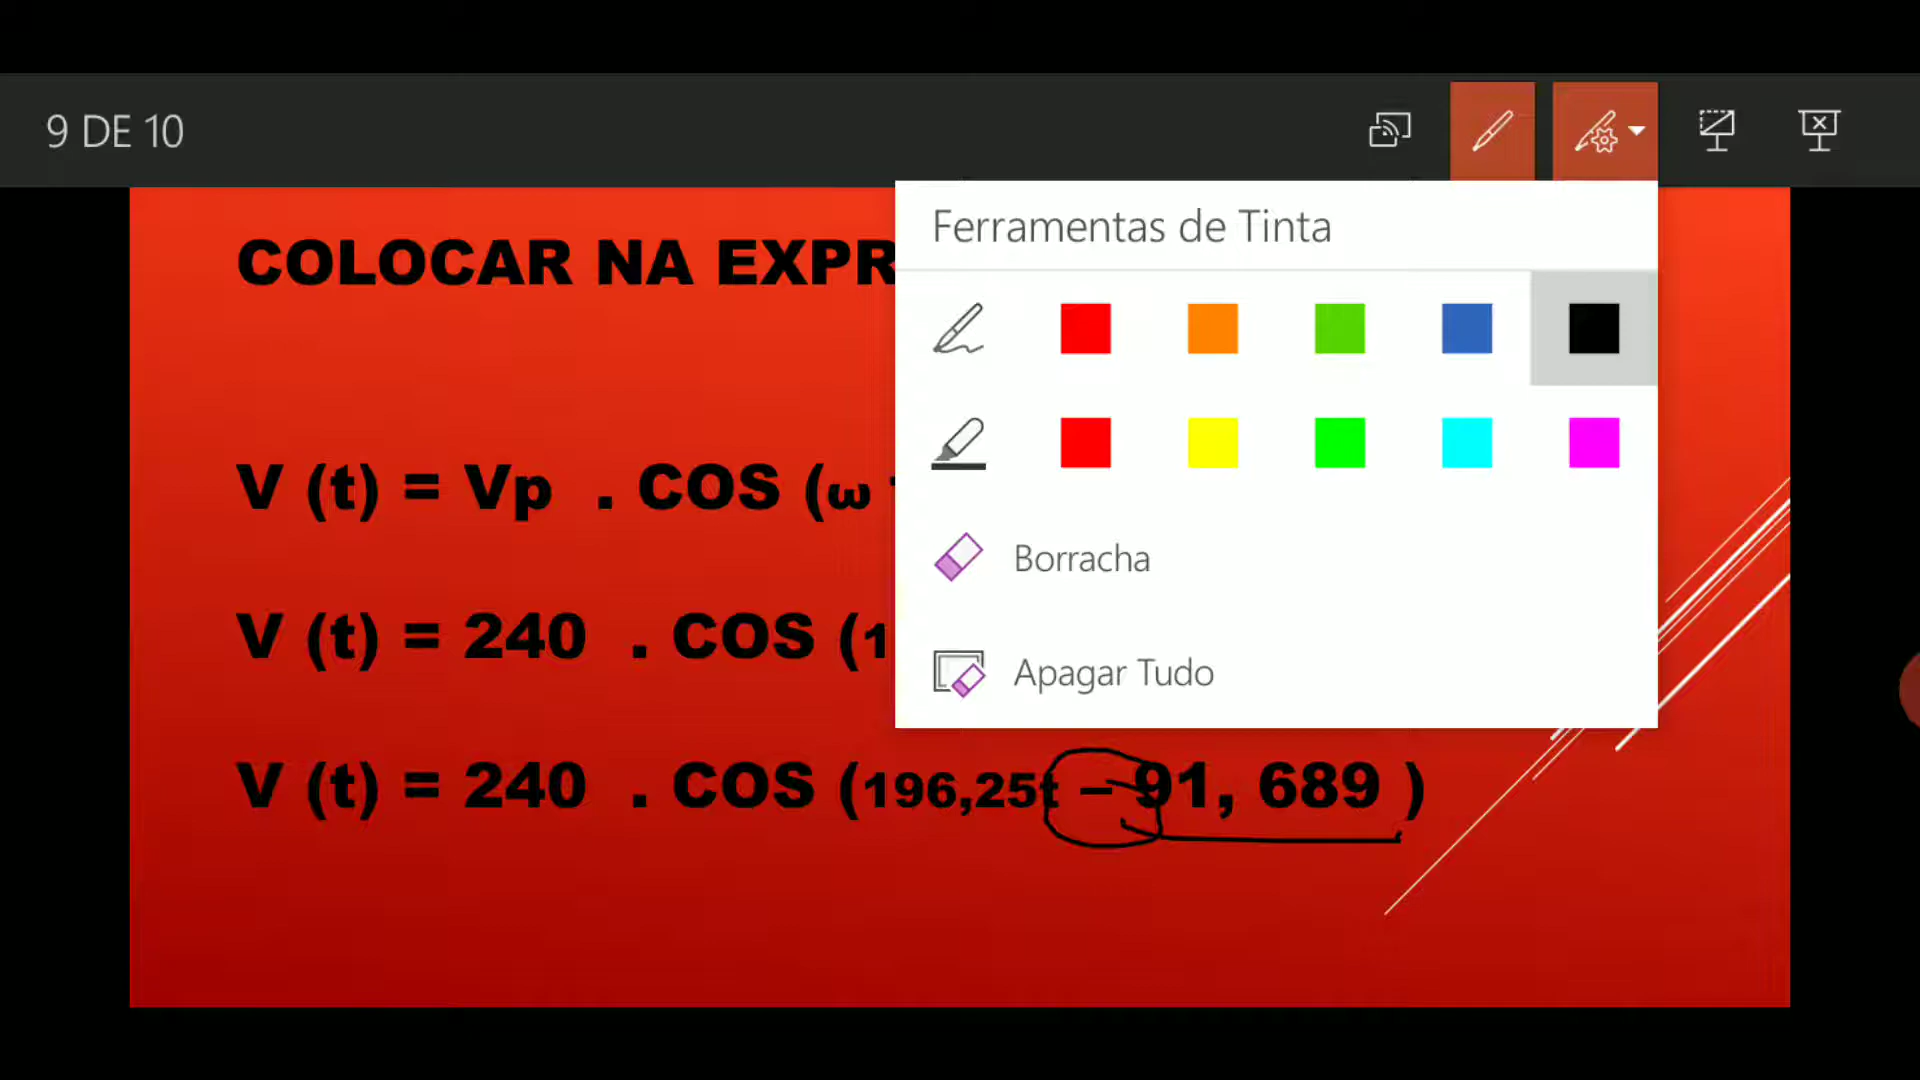 9 DE 10
Ferramentas de Tinta
Borracha
Apagar Tudo
COLOCAR NA EXPR
V (t) = Vp . COS (ω
V (t) = 240 . COS (1
V (t) = 240 . COS (196,25t – 91, 689 )